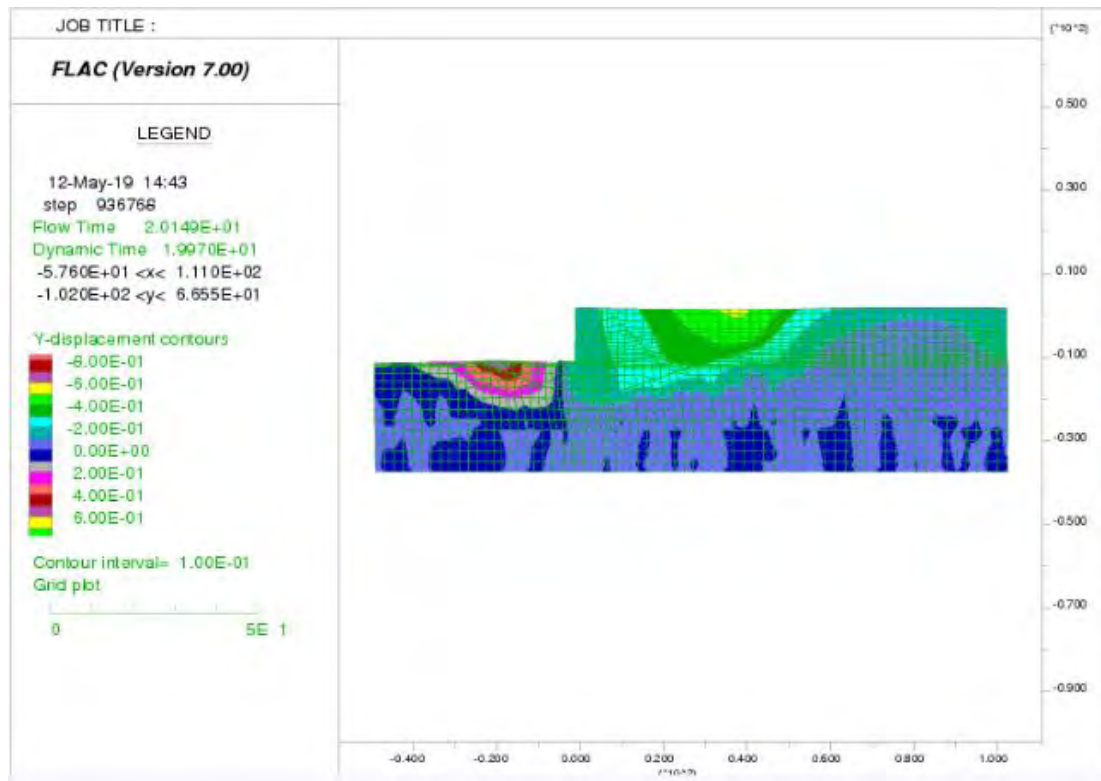 JOB TITLE :
FLAC (Version 7.00)
LEGEND
12-May-19 14:43
step 936768
Flow Time 2.0149E+01
Dynamic Time 1.9970E+01
-5.760E+01 <x< 1.110E+02
-1.020E+02 <y< 6.655E+01
Y-displacement contours
-6.00E-01
-5.00E-01
-4.00E-01
-2.00E-01
0.00E+00
2.00E-01
4.00E-01
6.00E-01
Contour interval= 1.00E-01
Grid plot
0 5E 1
(*10^2)
0.500
0.300
0.100
-0.100
-0.300
-0.500
-0.700
-0.900
-0.400 -0.200 0.000 0.200 0.400 0.600 0.800 1.000
(*10^2)